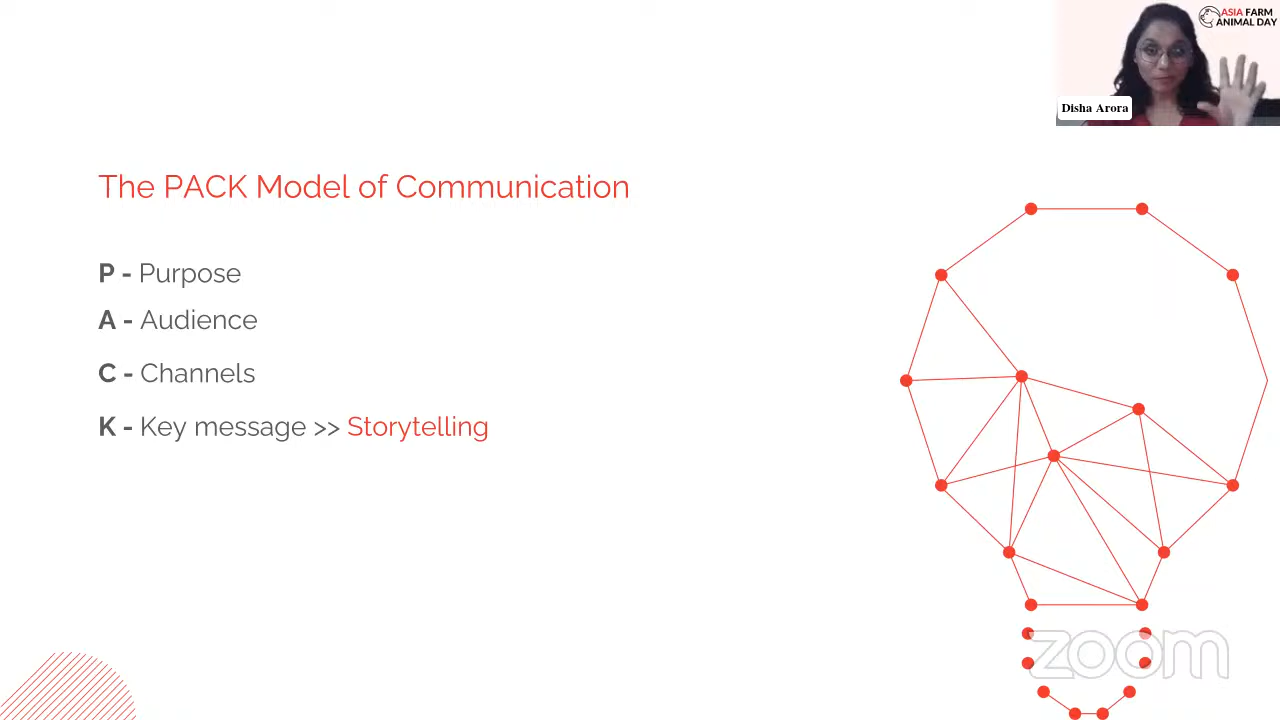 ASIA FARM
ANIMAL DAY
Disha Arora
The PACK Model of Communication
P - Purpose
A - Audience
C - Channels
K - Key message >> Storytelling
zoom